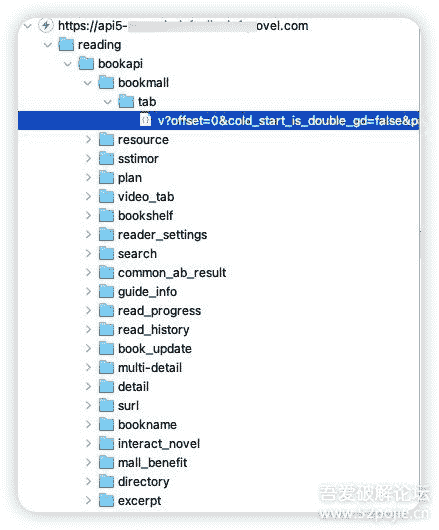 https://api5- ovel.com
reading
bookapi
bookmall
tab
v?offset=0&cold_start_is_double_gd=false&p
resource
sstimor
plan
video_tab
bookshelf
reader_settings
search
common_ab_result
guide_info
read_progress
read_history
book_update
multi-detail
detail
surl
bookname
interact_novel
mall_benefit
directory
excerpt
吾爱破解论坛
www.52pojie.cn